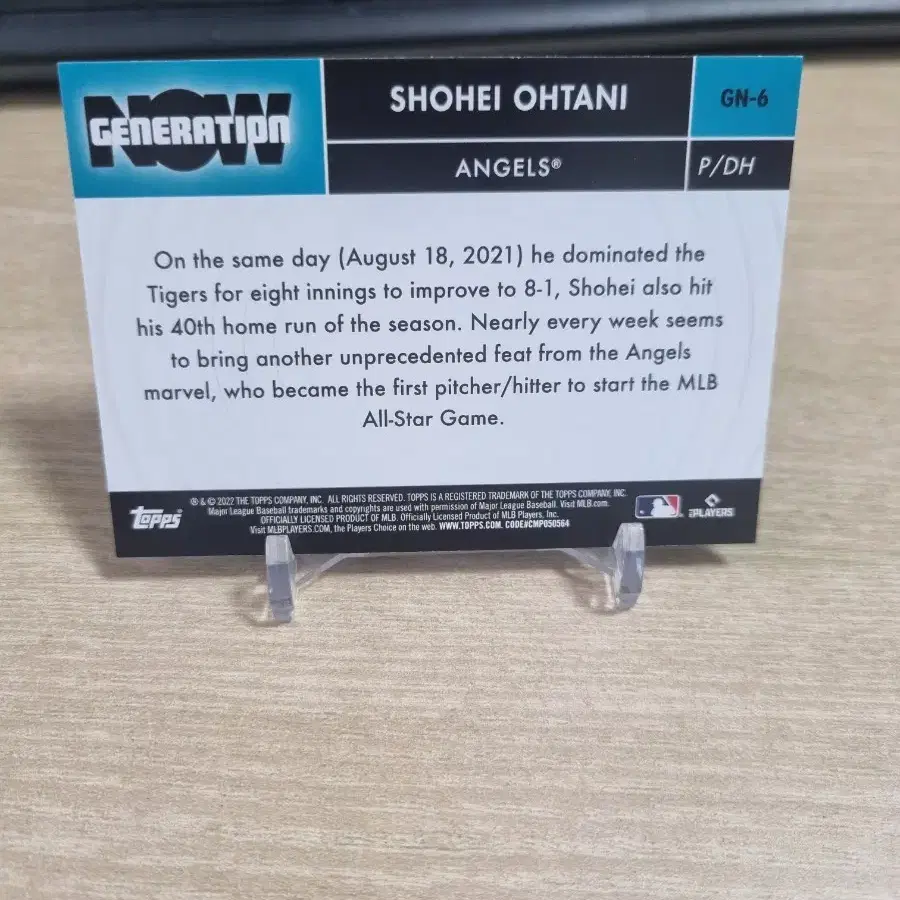 GENERATION NOW
SHOHEI OHTANI
GN-6
ANGELS®
P/DH
On the same day (August 18, 2021) he dominated the
Tigers for eight innings to improve to 8-1, Shohei also hit
his 40th home run of the season. Nearly every week seems
to bring another unprecedented feat from the Angels
marvel, who became the first pitcher/hitter to start the MLB
All-Star Game.
topps
® & © 2022 THE TOPPS COMPANY, INC. ALL RIGHTS RESERVED. TOPPS IS A REGISTERED TRADEMARK OF THE TOPPS COMPANY, INC.
Major League Baseball trademarks and copyrights are used with permission of Major League Baseball. Visit MLB.com.
OFFICIALLY LICENSED PRODUCT OF MLB. Officially Licensed Product of MLB Players, Inc.
Visit MLBPLAYERS.COM, the Players Choice on the web. WWW.TOPPS.COM. CODE#CMP050564
PLAYERS